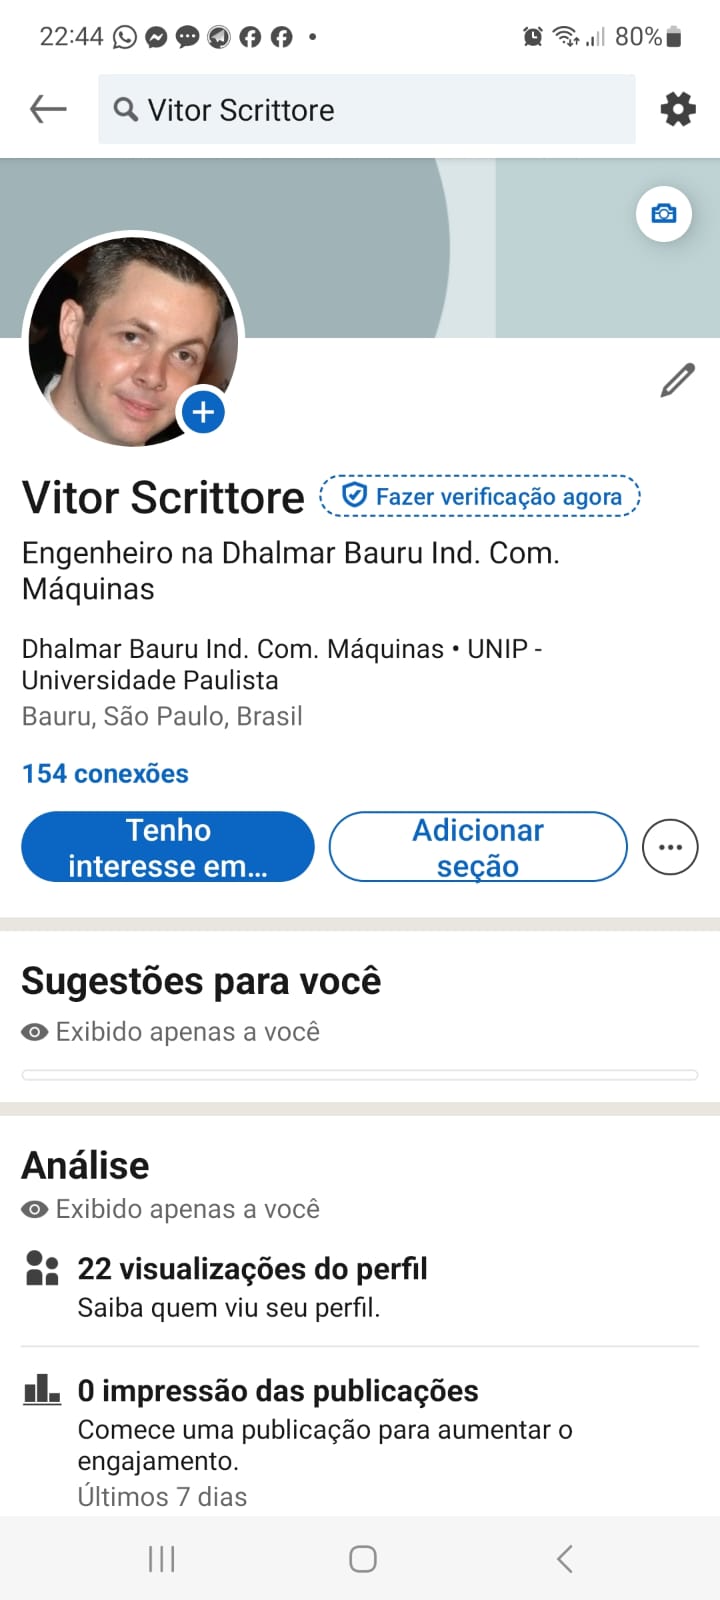 22:44
80%
Vitor Scrittore
Vitor Scrittore
Fazer verificação agora
Engenheiro na Dhalmar Bauru Ind. Com.
Máquinas
Dhalmar Bauru Ind. Com. Máquinas • UNIP -
Universidade Paulista
Bauru, São Paulo, Brasil
154 conexões
Tenho
interesse em...
Adicionar
seção
Sugestões para você
Exibido apenas a você
Análise
Exibido apenas a você
22 visualizações do perfil
Saiba quem viu seu perfil.
0 impressão das publicações
Comece uma publicação para aumentar o
engajamento.
Últimos 7 dias